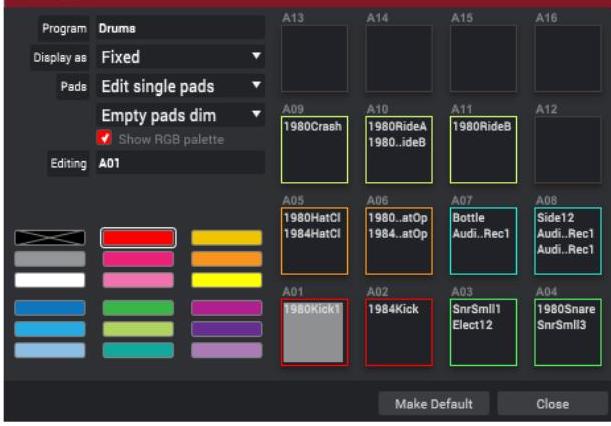 Program Drums
Display as Fixed
Pads Edit single pads
Empty pads dim
Show RGB palette
Editing A01
A13 A14 A15 A16
A09 A10 A11 A12
1980Crash 1980RideA 1980RideB
1980..ideB
A05 A06 A07 A08
1980HatCl 1980..atOp Bottle Side12
1984HatCl 1984..atOp Audi..Rec1 Audi..Rec1
Audi..Rec1
A01 A02 A03 A04
1980Kick1 1984Kick SnrSmll1 1980Snare
Elect12 SnrSmll3
Make Default Close